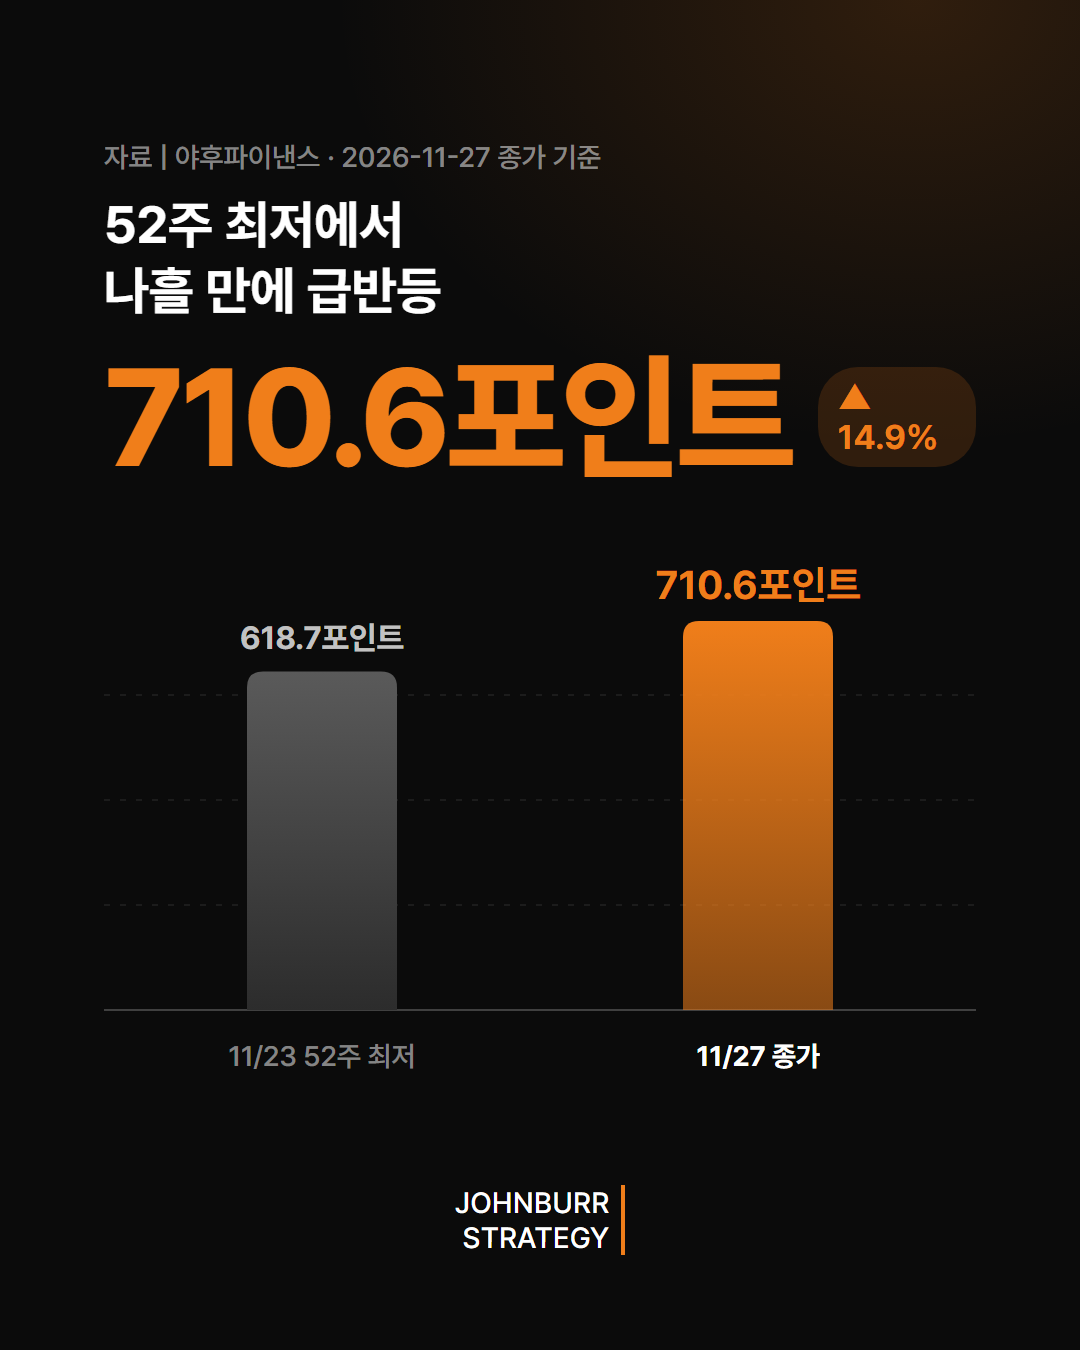 자료 | 야후파이낸스 · 2026-11-27 종가 기준
52주 최저에서
나흘 만에 급반등
710.6포인트
▲
14.9%
710.6포인트
618.7포인트
11/23 52주 최저
11/27 종가
JOHNBURR
STRATEGY